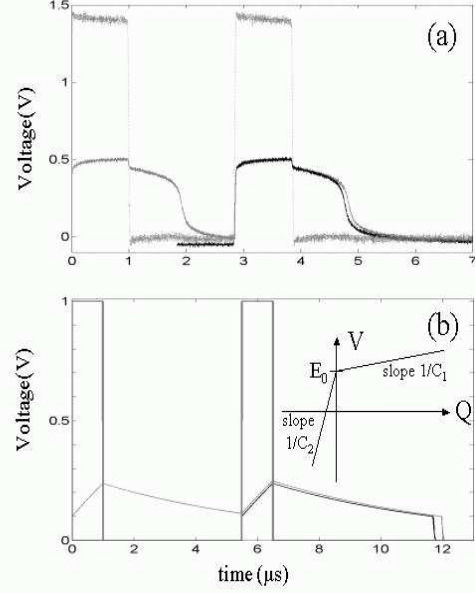 1.5
(a)
1
Voltage(V)
0.5
0
0 1 2 3 4 5 6 7
1
(b)
V
E0
slope 1/C1
Voltage(V)
0.5
Q
slope
1/C2
0
0 2 4 6 8 10 12
time (μs)